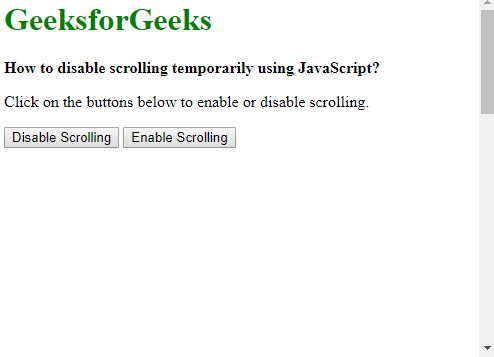 GeeksforGeeks
How to disable scrolling temporarily using JavaScript?
Click on the buttons below to enable or disable scrolling.
Disable Scrolling Enable Scrolling